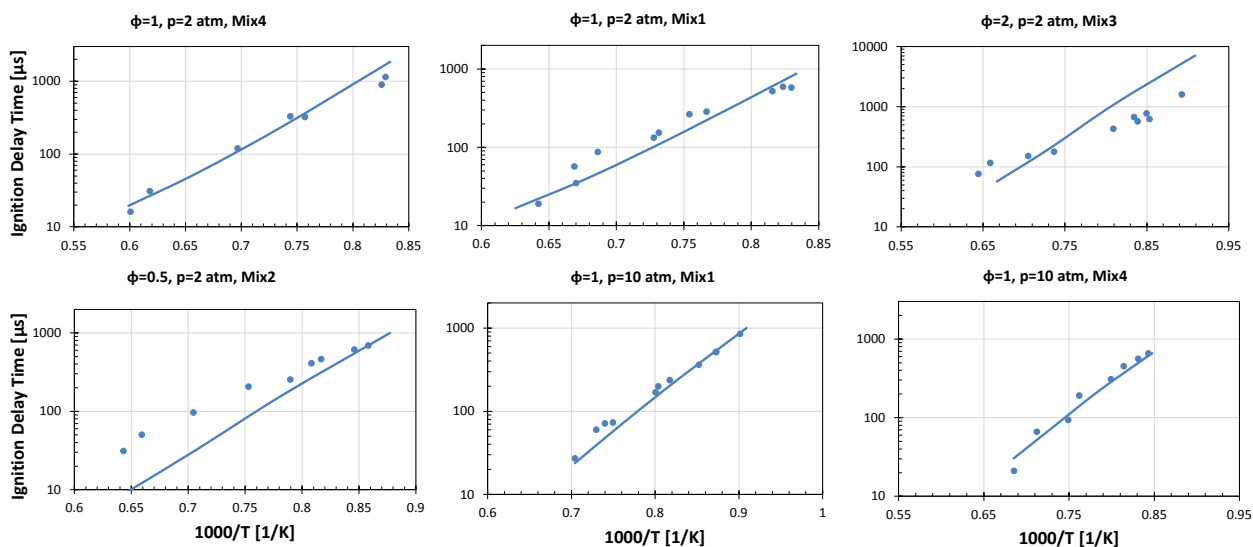 ϕ=1, p=2 atm, Mix4
Ignition Delay Time [µs]
1000
100
10
0.55 0.6 0.65 0.7 0.75 0.8 0.85
ϕ=1, p=2 atm, Mix1
1000
100
10
0.6 0.65 0.7 0.75 0.8 0.85
ϕ=2, p=2 atm, Mix3
10000
1000
100
10
0.55 0.65 0.75 0.85 0.95
ϕ=0.5, p=2 atm, Mix2
Ignition Delay Time [µs]
1000
100
10
0.6 0.65 0.7 0.75 0.8 0.85 0.9
1000/T [1/K]
ϕ=1, p=10 atm, Mix1
1000
100
10
0.6 0.7 0.8 0.9 1
1000/T [1/K]
ϕ=1, p=10 atm, Mix4
1000
100
10
0.55 0.65 0.75 0.85 0.95
1000/T [1/K]